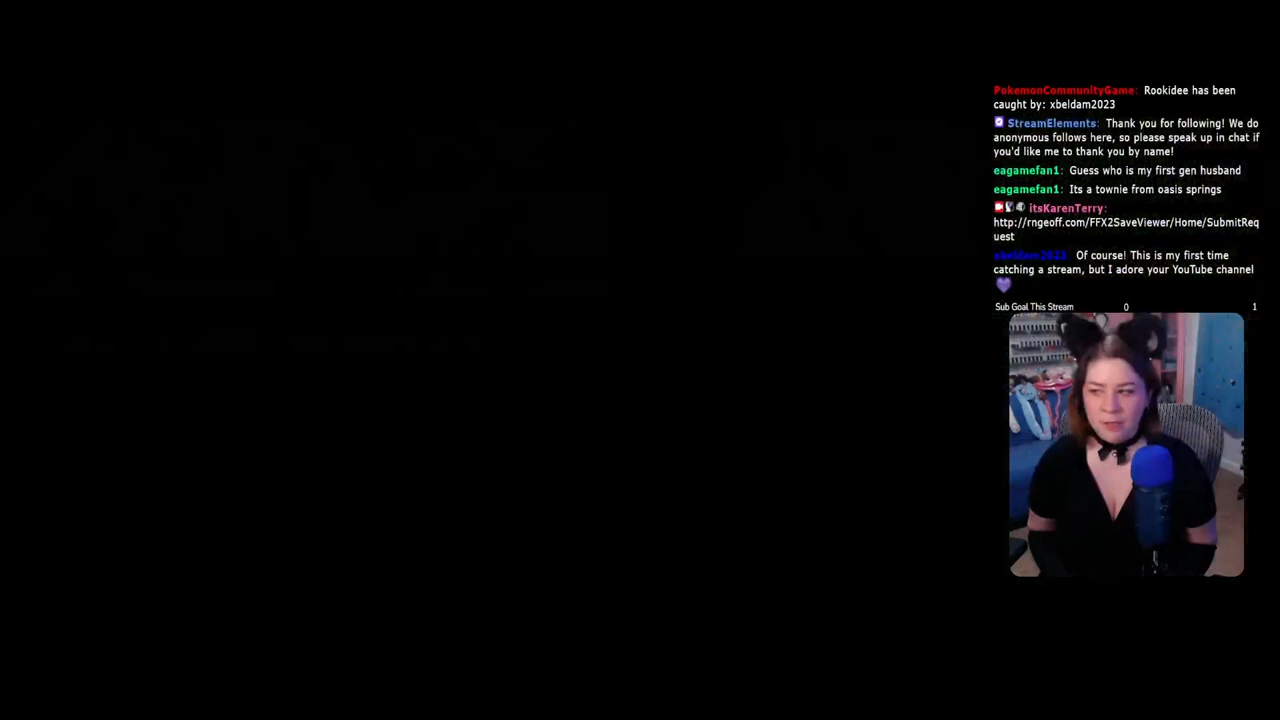 PokemonCommunityGame: Rookidee has been
caught by: xbeldam2023
StreamElements: Thank you for following! We do
anonymous follows here, so please speak up in chat if
you'd like me to thank you by name!
eagamefan1: Guess who is my first gen husband
eagamefan1: Its a townie from oasis springs
itsKarenTerry:
http://rngeoff.com/FFX2SaveViewer/Home/SubmitReq
uest
xbeldam2023: Of course! This is my first time
catching a stream, but I adore your YouTube channel
Sub Goal This Stream 0 1